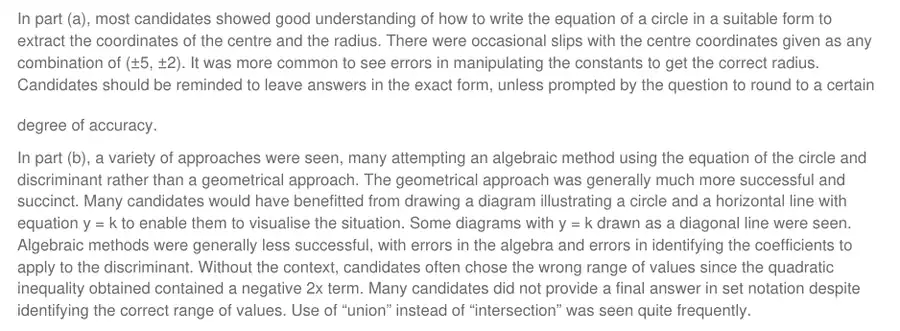 In part (a), most candidates showed good understanding of how to write the equation of a circle in a suitable form to
extract the coordinates of the centre and the radius. There were occasional slips with the centre coordinates given as any
combination of (±5, ±2). It was more common to see errors in manipulating the constants to get the correct radius.
Candidates should be reminded to leave answers in the exact form, unless prompted by the question to round to a certain
degree of accuracy.
In part (b), a variety of approaches were seen, many attempting an algebraic method using the equation of the circle and
discriminant rather than a geometrical approach. The geometrical approach was generally much more successful and
succinct. Many candidates would have benefitted from drawing a diagram illustrating a circle and a horizontal line with
equation y = k to enable them to visualise the situation. Some diagrams with y = k drawn as a diagonal line were seen.
Algebraic methods were generally less successful, with errors in the algebra and errors in identifying the coefficients to
apply to the discriminant. Without the context, candidates often chose the wrong range of values since the quadratic
inequality obtained contained a negative 2x term. Many candidates did not provide a final answer in set notation despite
identifying the correct range of values. Use of “union” instead of “intersection” was seen quite frequently.